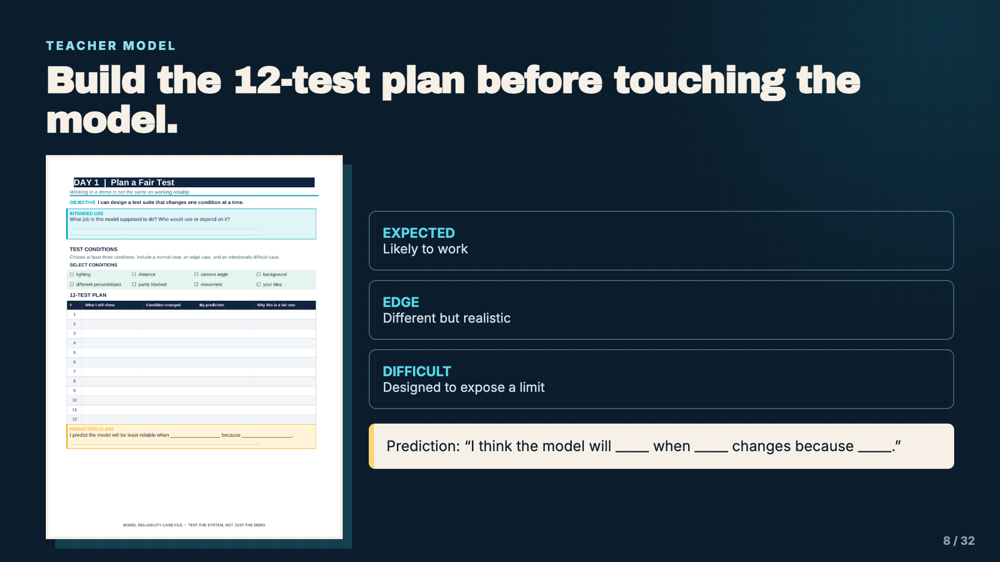 TEACHER MODEL
Build the 12-test plan before touching the
model.
DAY 1 | Plan a Fair Test
Working in a demo is not the same as working reliably.
OBJECTIVE I can design a test suite that changes one condition at a time.
INTENDED USE
What job is this model supposed to do? Who would use or depend on it?
TEST CONDITIONS
Choose at least three conditions. Include a normal case, an edge case, and an intentionally difficult case.
SELECT CONDITIONS
☐ lighting ☐ distance ☐ camera angle ☐ background
☐ different person/object ☐ partly blocked ☐ movement ☐ your idea
12-TEST PLAN
# What I will show Condition changed My prediction Why this is a fair test
1
2
3
4
5
6
7
8
9
10
11
12
PREDICTION CLAIM
I predict the model will be least reliable when ___________________ because ___________________.
MODEL RELIABILITY CASE FILE • TEST THE SYSTEM, NOT JUST THE DEMO
EXPECTED
Likely to work
EDGE
Different but realistic
DIFFICULT
Designed to expose a limit
Prediction: “I think the model will _____ when _____ changes because _____.”
8 / 32